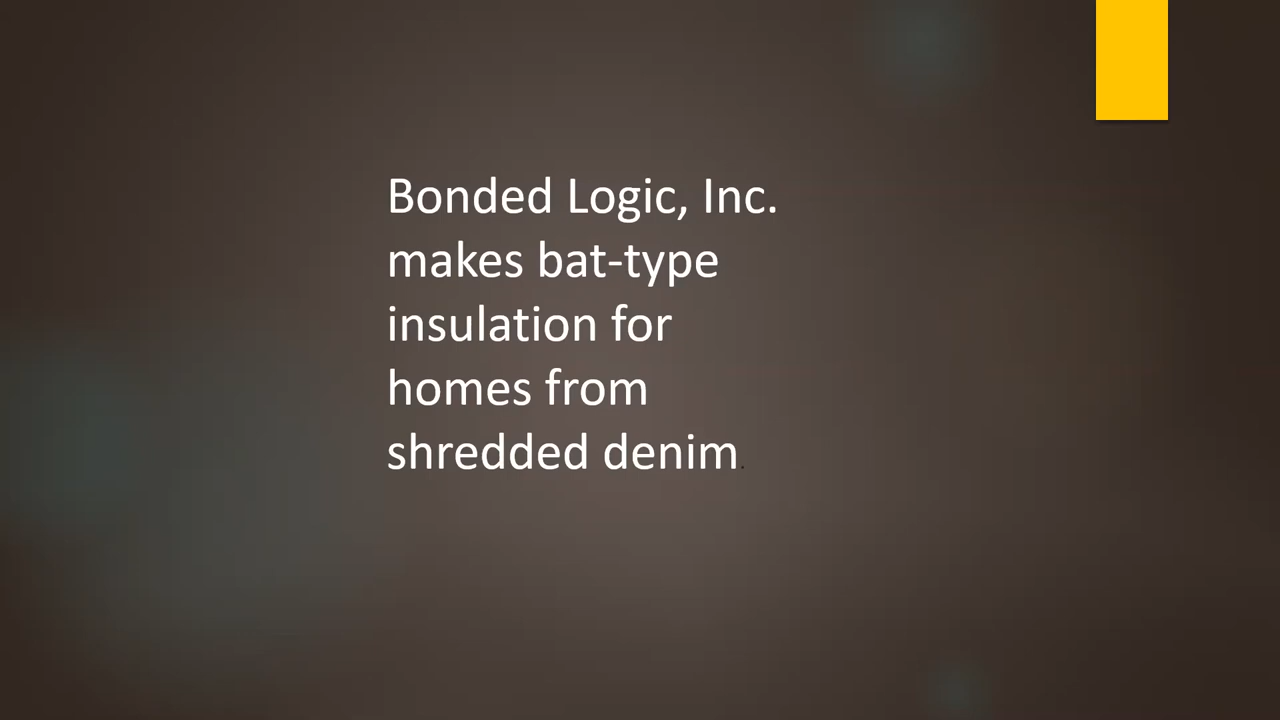 Bonded Logic, Inc.
makes bat-type
insulation for
homes from
shredded denim.